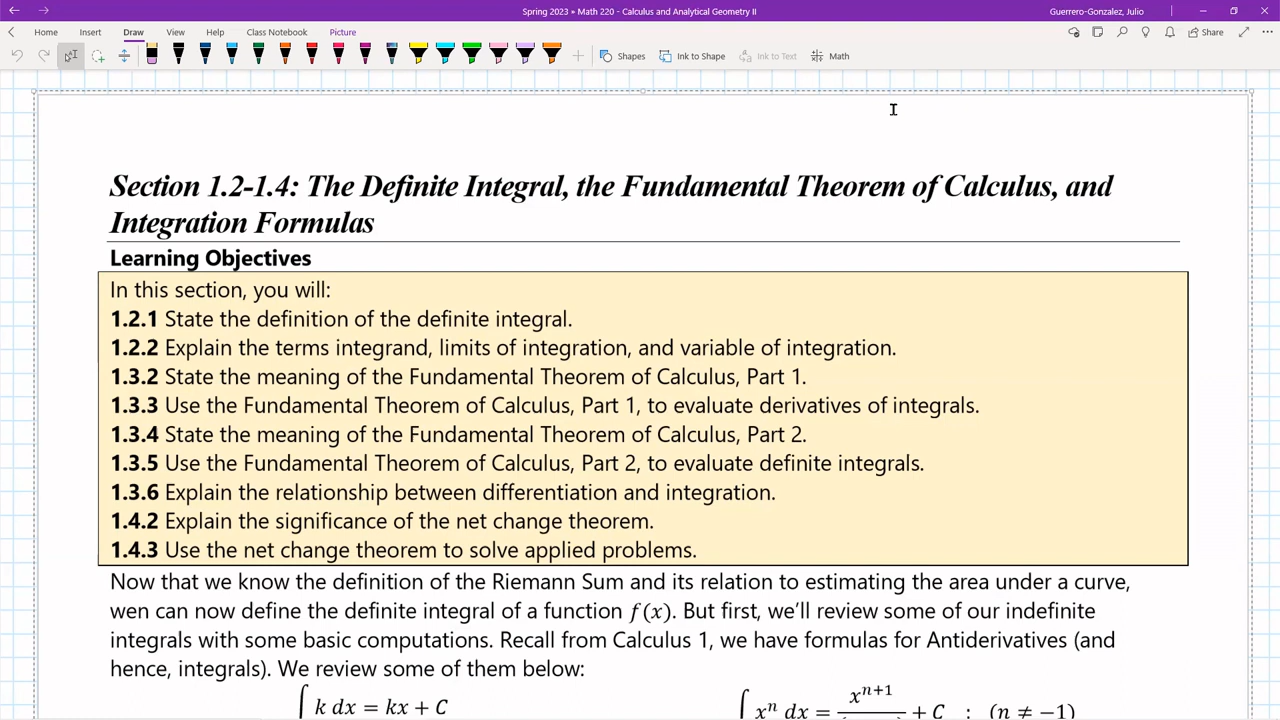 Spring 2023 » Math 220 - Calculus and Analytical Geometry II
Guerrero-Gonzalez, Julio
Home Insert Draw View Help Class Notebook Picture
Share
Shapes Ink to Shape Ink to Text Math
Section 1.2-1.4: The Definite Integral, the Fundamental Theorem of Calculus, and
Integration Formulas
Learning Objectives
In this section, you will:
1.2.1 State the definition of the definite integral.
1.2.2 Explain the terms integrand, limits of integration, and variable of integration.
1.3.2 State the meaning of the Fundamental Theorem of Calculus, Part 1.
1.3.3 Use the Fundamental Theorem of Calculus, Part 1, to evaluate derivatives of integrals.
1.3.4 State the meaning of the Fundamental Theorem of Calculus, Part 2.
1.3.5 Use the Fundamental Theorem of Calculus, Part 2, to evaluate definite integrals.
1.3.6 Explain the relationship between differentiation and integration.
1.4.2 Explain the significance of the net change theorem.
1.4.3 Use the net change theorem to solve applied problems.
Now that we know the definition of the Riemann Sum and its relation to estimating the area under a curve,
wen can now define the definite integral of a function f(x). But first, we'll review some of our indefinite
integrals with some basic computations. Recall from Calculus 1, we have formulas for Antiderivatives (and
hence, integrals). We review some of them below:
∫ k dx = kx + C
∫ xⁿ dx = xⁿ⁺¹ + C : (n ≠ −1)